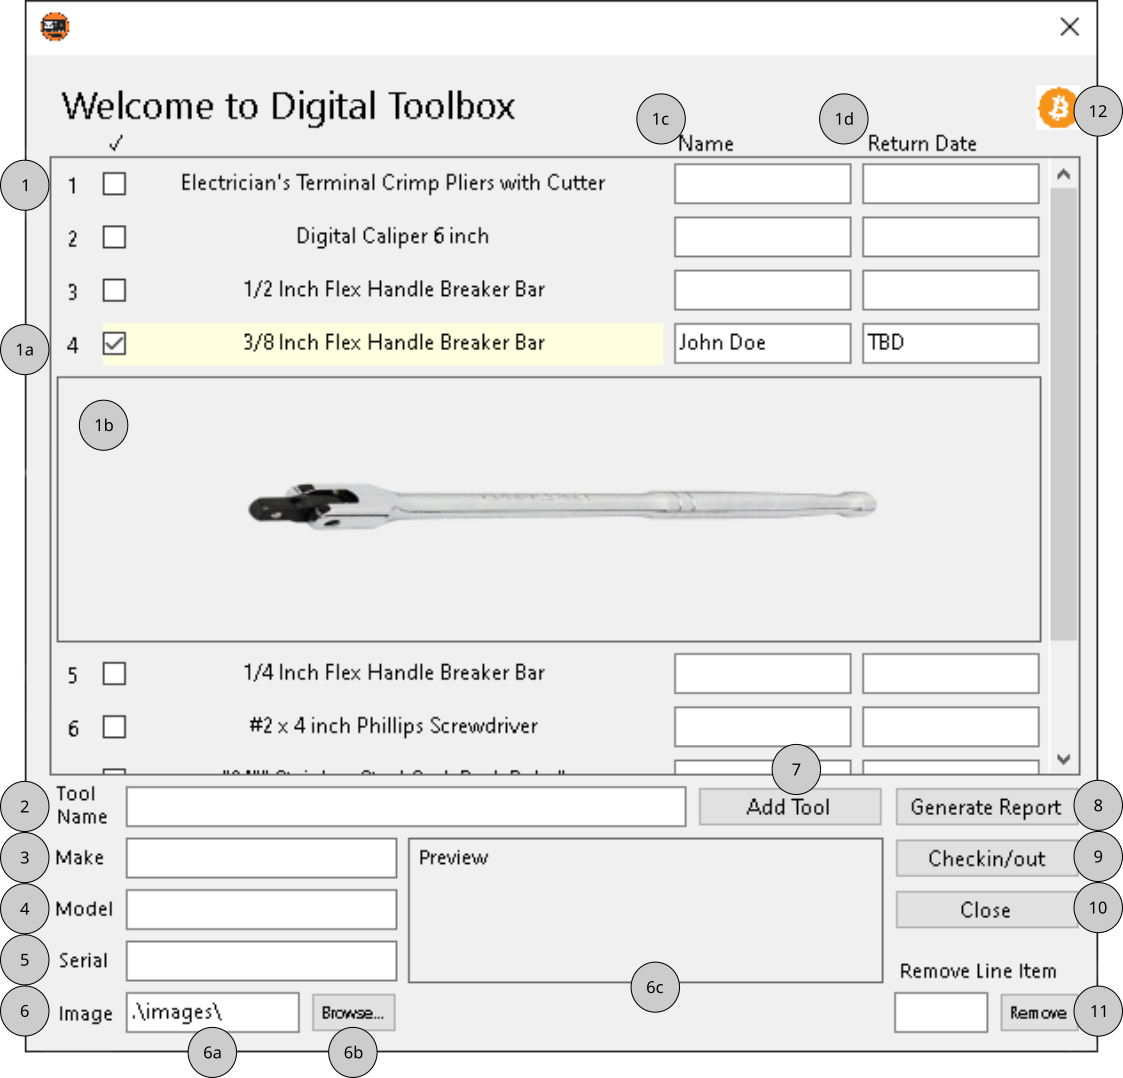 Welcome to Digital Toolbox
12
1c
1d
✓
Name
Return Date
1
1
Electrician's Terminal Crimp Pliers with Cutter
2
Digital Caliper 6 inch
3
1/2 Inch Flex Handle Breaker Bar
1a
4
3/8 Inch Flex Handle Breaker Bar
John Doe
TBD
1b
5
1/4 Inch Flex Handle Breaker Bar
6
#2 x 4 inch Phillips Screwdriver
7
2
Tool
Name
Add Tool
Generate Report
8
3
Make
Preview
Checkin/out
9
4
Model
Close
10
5
Serial
Remove Line Item
6c
6
Image
.\images\
Browse...
Remove
11
6a
6b